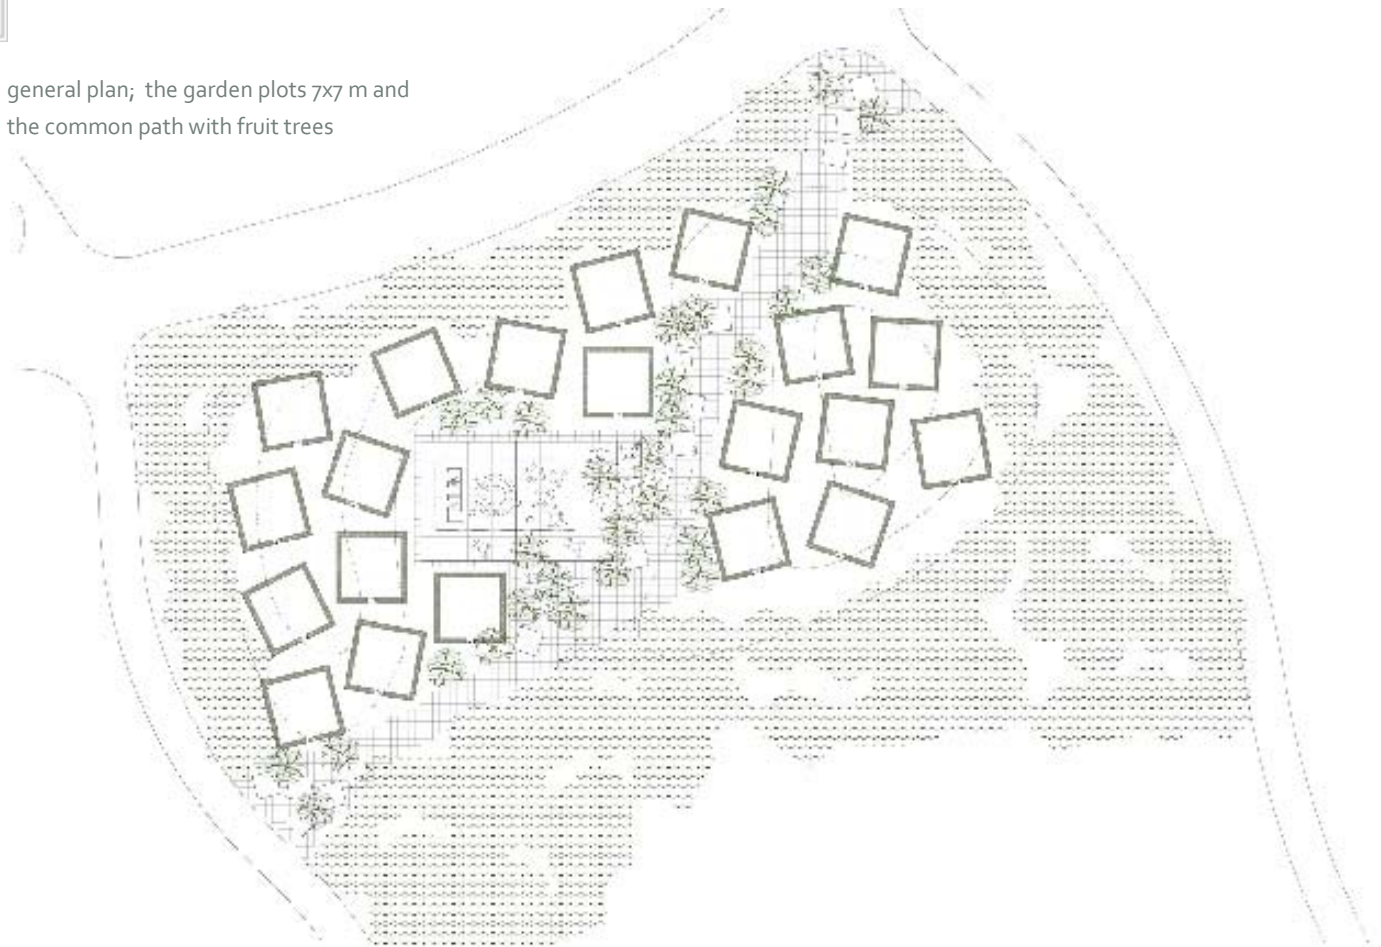 general plan;  the garden plots 7x7 m and
the common path with fruit trees